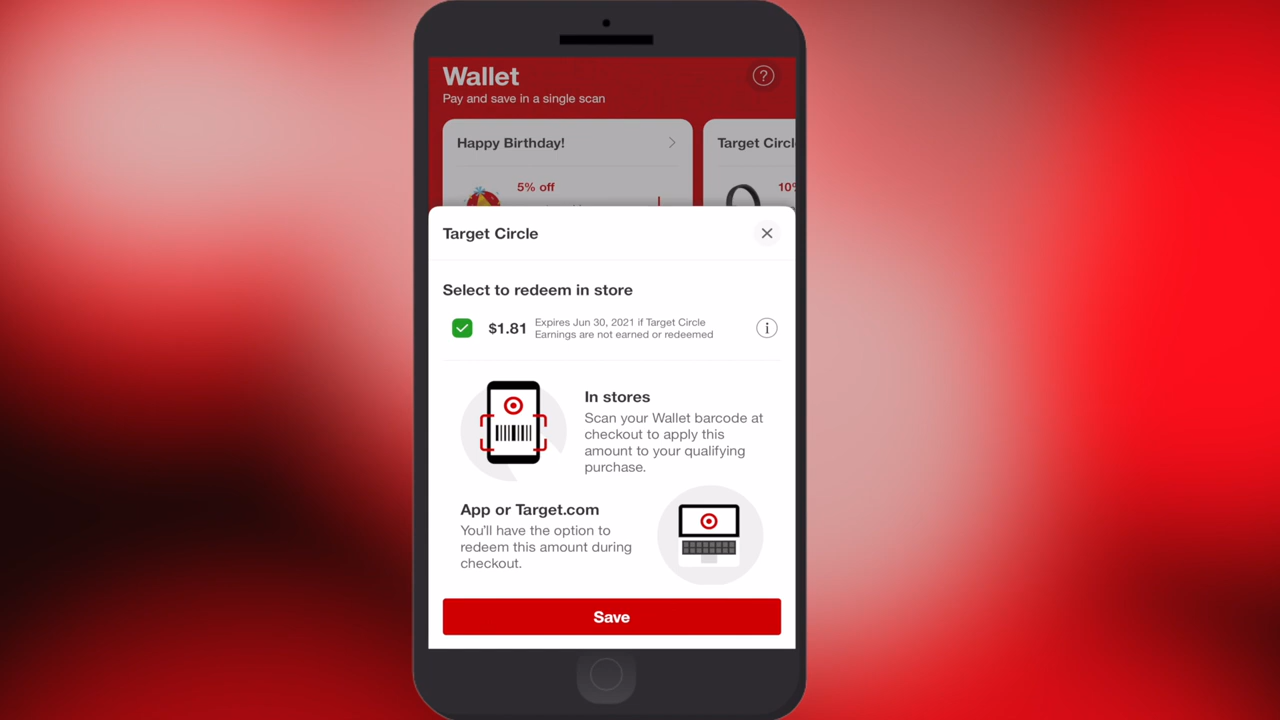 Wallet
Pay and save in a single scan
Happy Birthday!
Target Circl
5% off
10%
Target Circle
Select to redeem in store
$1.81
Expires Jun 30, 2021 if Target Circle
Earnings are not earned or redeemed
In stores
Scan your Wallet barcode at
checkout to apply this
amount to your qualifying
purchase.
App or Target.com
You'll have the option to
redeem this amount during
checkout.
Save